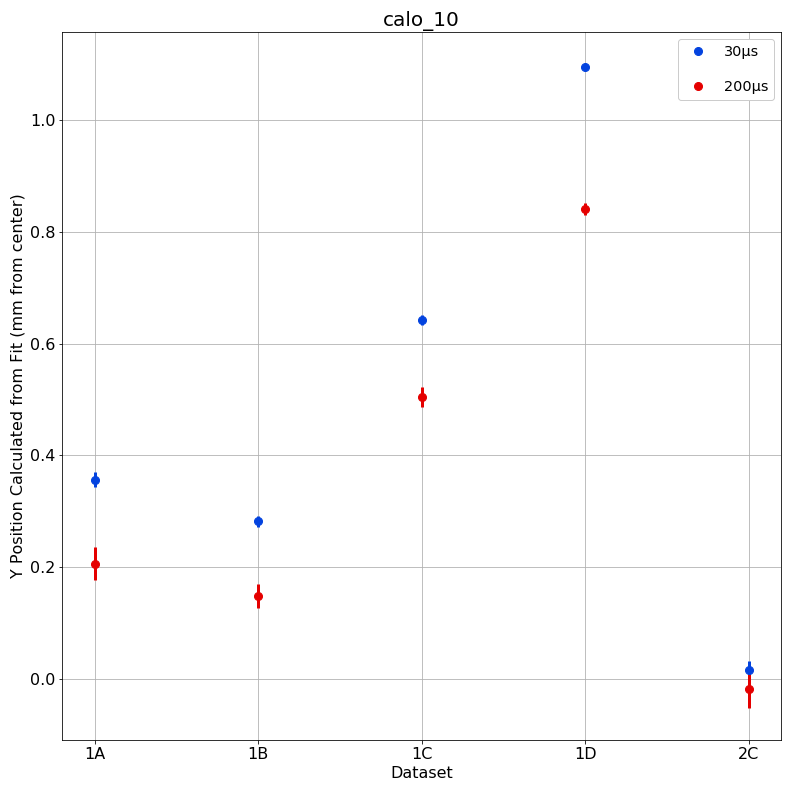 calo_10
30μs
200μs
1.0
0.8
0.6
0.4
0.2
0.0
Y Position Calculated from Fit (mm from center)
1A 1B 1C 1D 2C
Dataset